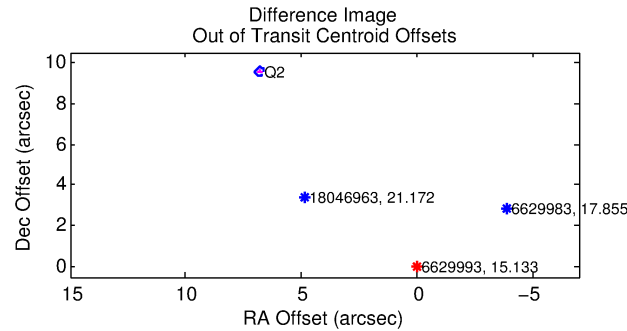 Difference Image
Out of Transit Centroid Offsets
Dec Offset (arcsec)
10
8
6
4
2
0
Q2
18046963, 21.172
6629983, 17.855
6629993, 15.133
15
10
5
0
−5
RA Offset (arcsec)